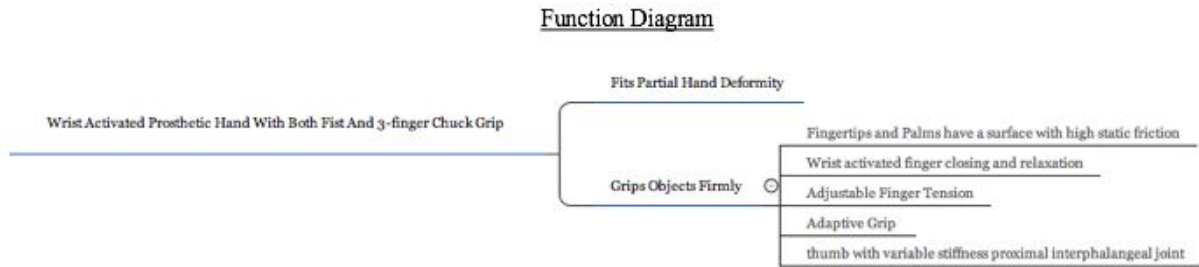 Function Diagram
Fits Partial Hand Deformity
Wrist Activated Prosthetic Hand With Both Fist And 3-finger Chuck Grip
Grips Objects Firmly
Fingertips and Palms have a surface with high static friction
Wrist activated finger closing and relaxation
Adjustable Finger Tension
Adaptive Grip
thumb with variable stiffness proximal interphalangeal joint